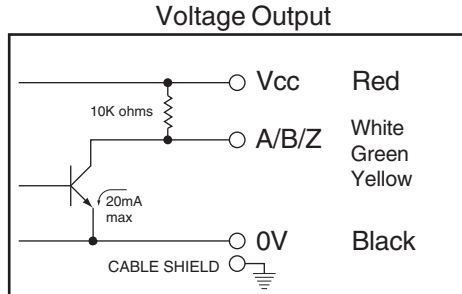 Voltage Output
Vcc Red
10K ohms
A/B/Z White
Green
Yellow
20mA
max
0V Black
CABLE SHIELD